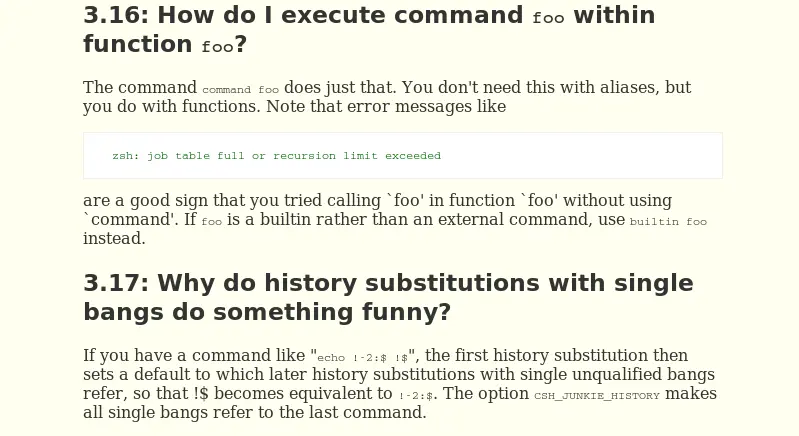 3.16: How do I execute command foo within
function foo?
The command command foo does just that. You don't need this with aliases, but
you do with functions. Note that error messages like
zsh: job table full or recursion limit exceeded
are a good sign that you tried calling `foo' in function `foo' without using
`command'. If foo is a builtin rather than an external command, use builtin foo
instead.
3.17: Why do history substitutions with single
bangs do something funny?
If you have a command like "echo !-2:$ !$", the first history substitution then
sets a default to which later history substitutions with single unqualified bangs
refer, so that !$ becomes equivalent to !-2:$. The option CSH_JUNKIE_HISTORY makes
all single bangs refer to the last command.